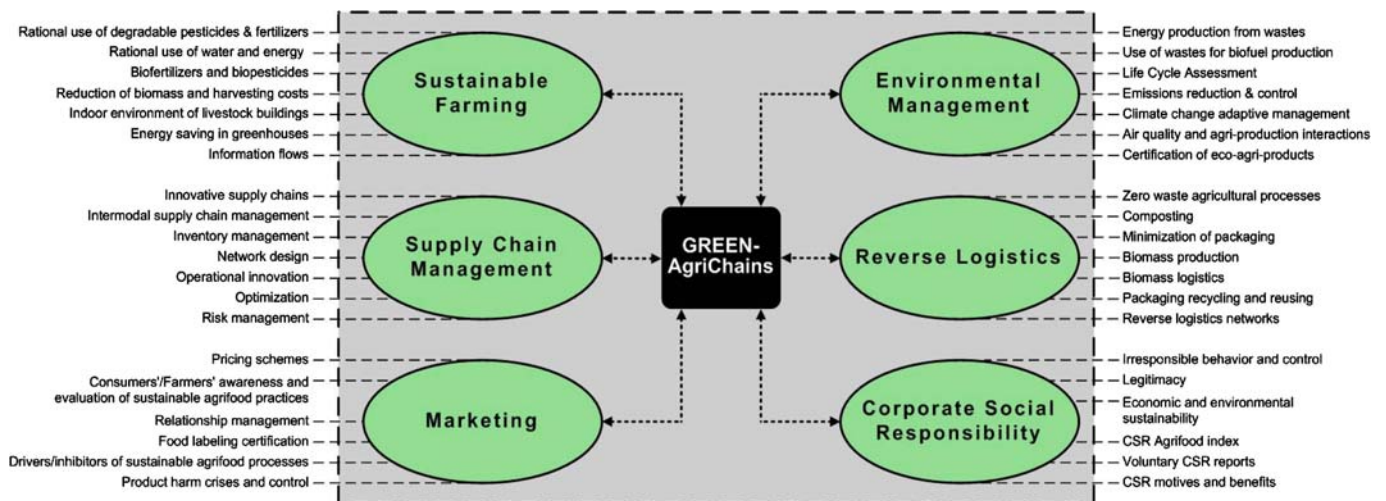 Rational use of degradable pesticides & fertilizers
Rational use of water and energy
Biofertilizers and biopesticides
Reduction of biomass and harvesting costs
Indoor environment of livestock buildings
Energy saving in greenhouses
Information flows
Sustainable
Farming
Environmental
Management
Energy production from wastes
Use of wastes for biofuel production
Life Cycle Assessment
Emissions reduction & control
Climate change adaptive management
Air quality and agri-production interactions
Certification of eco-agri-products
Innovative supply chains
Intermodal supply chain management
Inventory management
Network design
Operational innovation
Optimization
Risk management
Supply Chain
Management
GREEN-
AgriChains
Reverse Logistics
Zero waste agricultural processes
Composting
Minimization of packaging
Biomass production
Biomass logistics
Packaging recycling and reusing
Reverse logistics networks
Pricing schemes
Consumers'/Farmers' awareness and
evaluation of sustainable agrifood practices
Relationship management
Food labeling certification
Drivers/inhibitors of sustainable agrifood processes
Product harm crises and control
Marketing
Corporate Social
Responsibility
Irresponsible behavior and control
Legitimacy
Economic and environmental
sustainability
CSR Agrifood index
Voluntary CSR reports
CSR motives and benefits